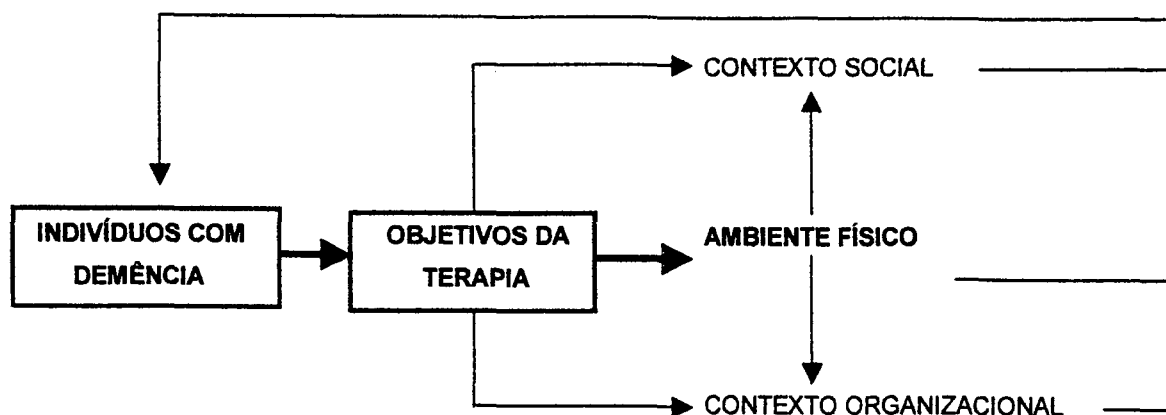 CONTEXTO SOCIAL
INDIVÍDUOS COM
DEMÊNCIA
OBJETIVOS DA
TERAPIA
AMBIENTE FÍSICO
CONTEXTO ORGANIZACIONAL